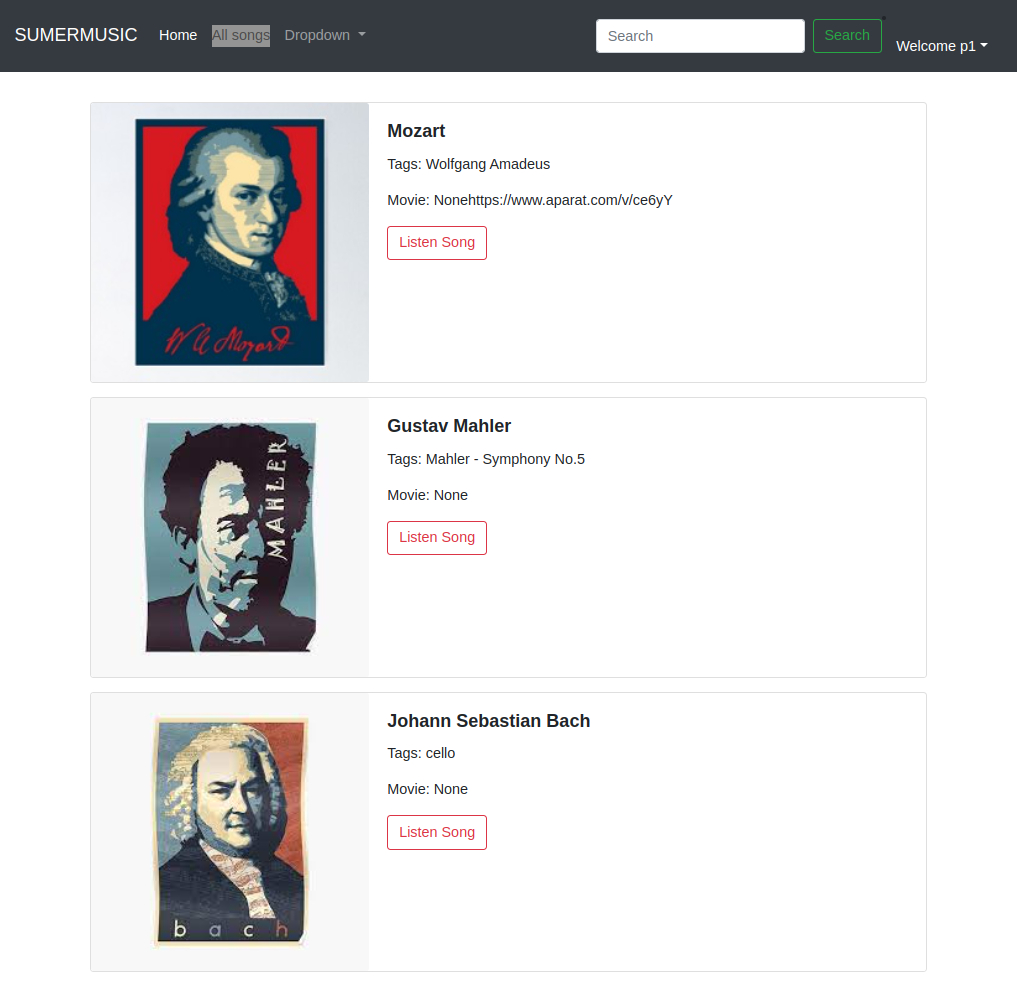 SUMERMUSIC Home All songs Dropdown Search Search Welcome p1
Mozart
Tags: Wolfgang Amadeus
Movie: Nonehttps://www.aparat.com/v/ce6yY
Listen Song
W A Mozart
Gustav Mahler
Tags: Mahler - Symphony No.5
Movie: None
Listen Song
MAHLER
Johann Sebastian Bach
Tags: cello
Movie: None
Listen Song
bach